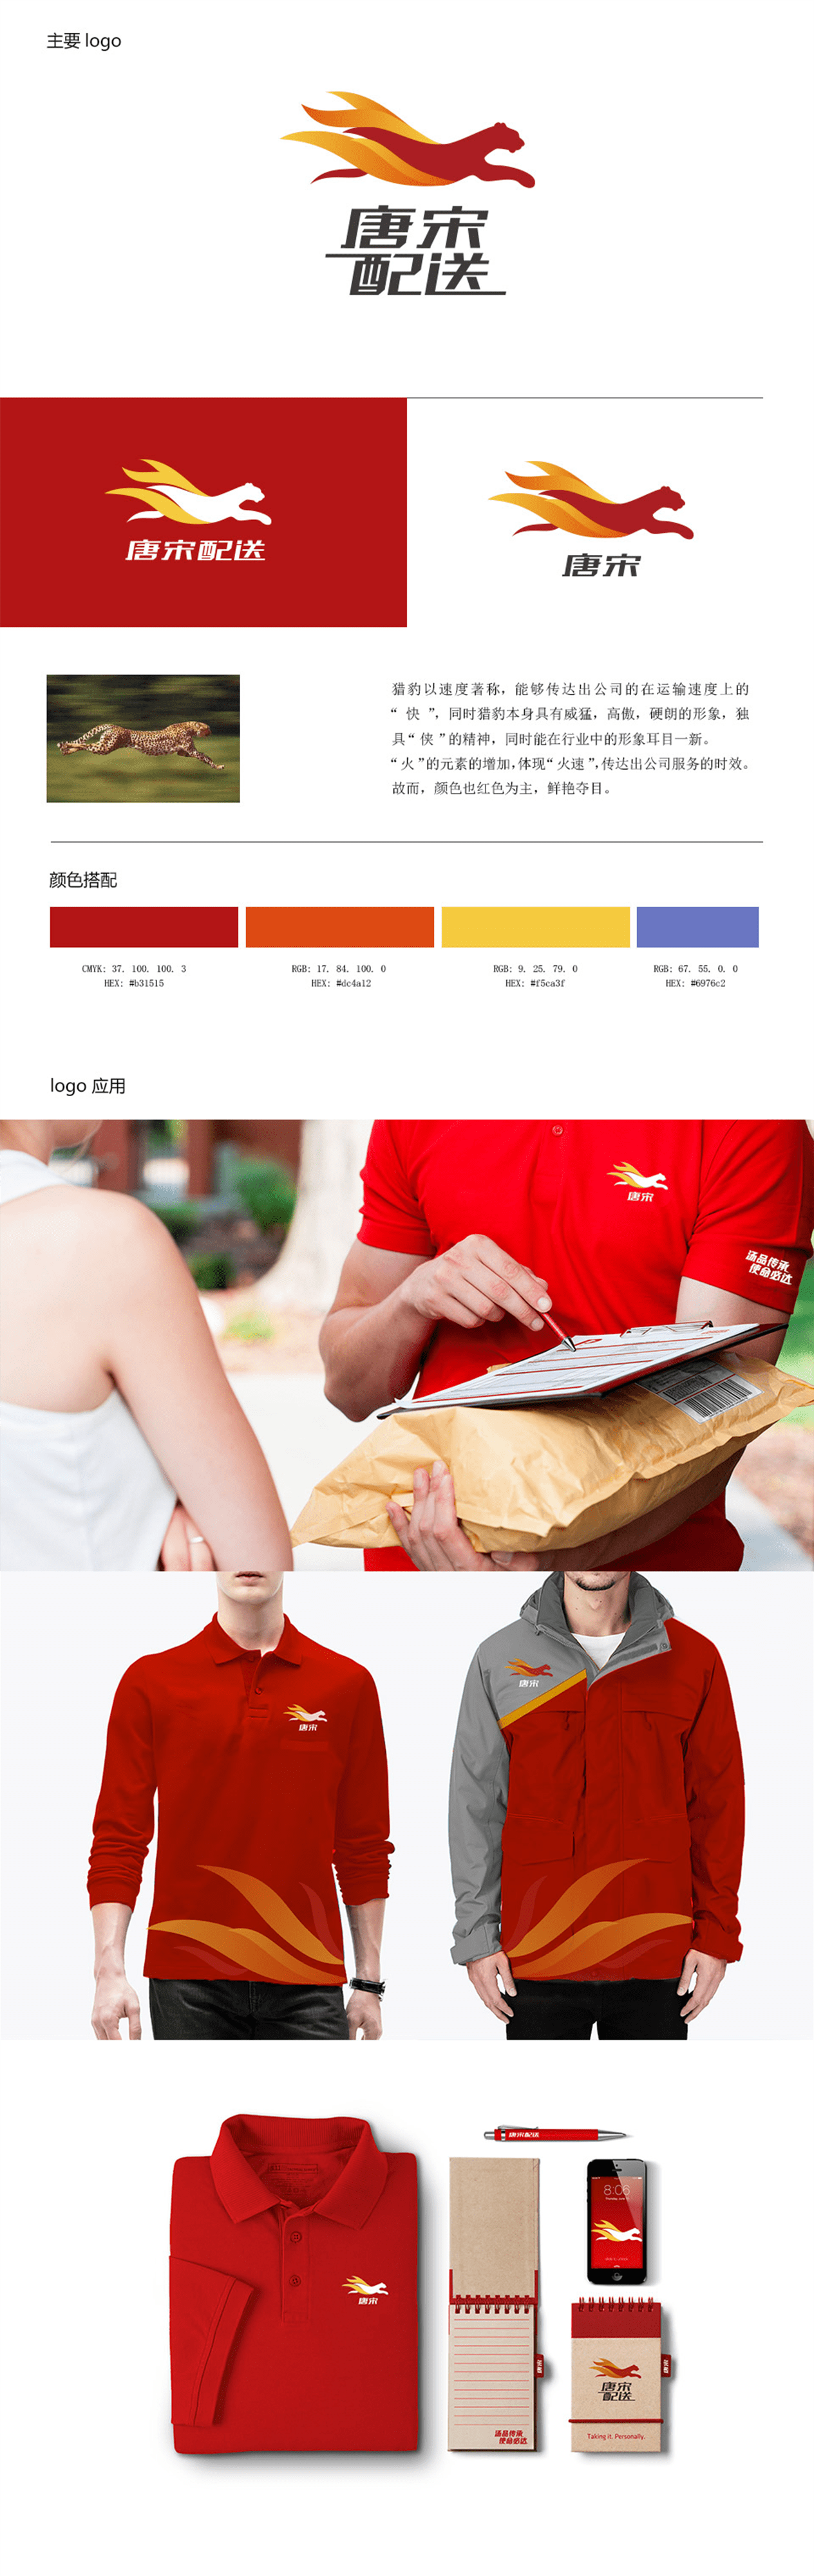 主要 logo
唐宋
配送
唐宋配送
唐宋
猎豹以速度著称，能够传达出公司的在运输速度上的
“ 快 ”，同时猎豹本身具有威猛，高傲，硬朗的形象，独
具“ 侠 ”的精神，同时能在行业中的形象耳目一新。
“ 火 ”的元素的增加，体现“ 火速 ”，传达出公司服务的时效。
故而，颜色也红色为主，鲜艳夺目。
颜色搭配
CMYK: 37. 100. 100. 3
HEX: #b31515
RGB: 17. 84. 100. 0
HEX: #dc4a12
RGB: 9. 25. 79. 0
HEX: #f5ca3f
RGB: 67. 55. 0. 0
HEX: #6976c2
logo 应用
唐宋
汤品传承
使命必达
唐宋
唐宋
唐宋配送
8:06
唐宋
唐宋
配送
汤品传承
使命必达
Taking it. Personally.